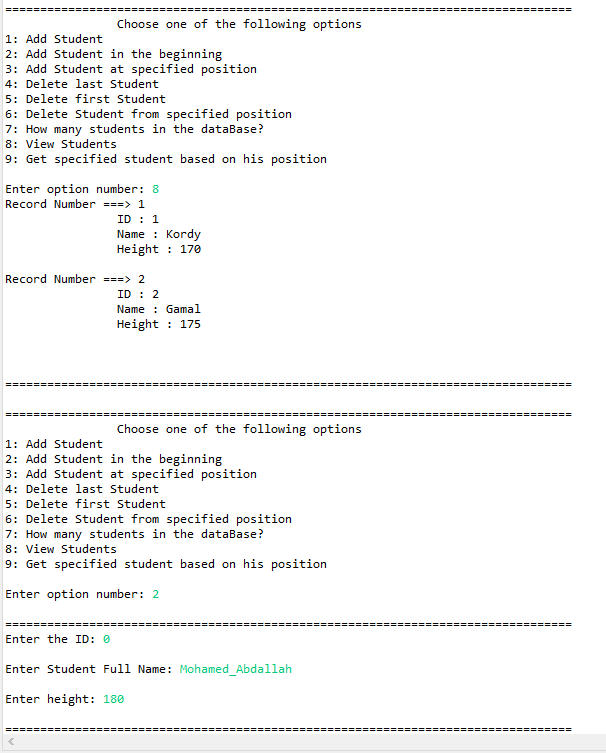 =================================================================================
Choose one of the following options
1: Add Student
2: Add Student in the beginning
3: Add Student at specified position
4: Delete last Student
5: Delete first Student
6: Delete Student from specified position
7: How many students in the dataBase?
8: View Students
9: Get specified student based on his position
Enter option number: 8
Record Number ===> 1
ID : 1
Name : Kordy
Height : 170
Record Number ===> 2
ID : 2
Name : Gamal
Height : 175
=================================================================================
=================================================================================
Choose one of the following options
1: Add Student
2: Add Student in the beginning
3: Add Student at specified position
4: Delete last Student
5: Delete first Student
6: Delete Student from specified position
7: How many students in the dataBase?
8: View Students
9: Get specified student based on his position
Enter option number: 2
=================================================================================
Enter the ID: 0
Enter Student Full Name: Mohamed_Abdallah
Enter height: 180
=================================================================================